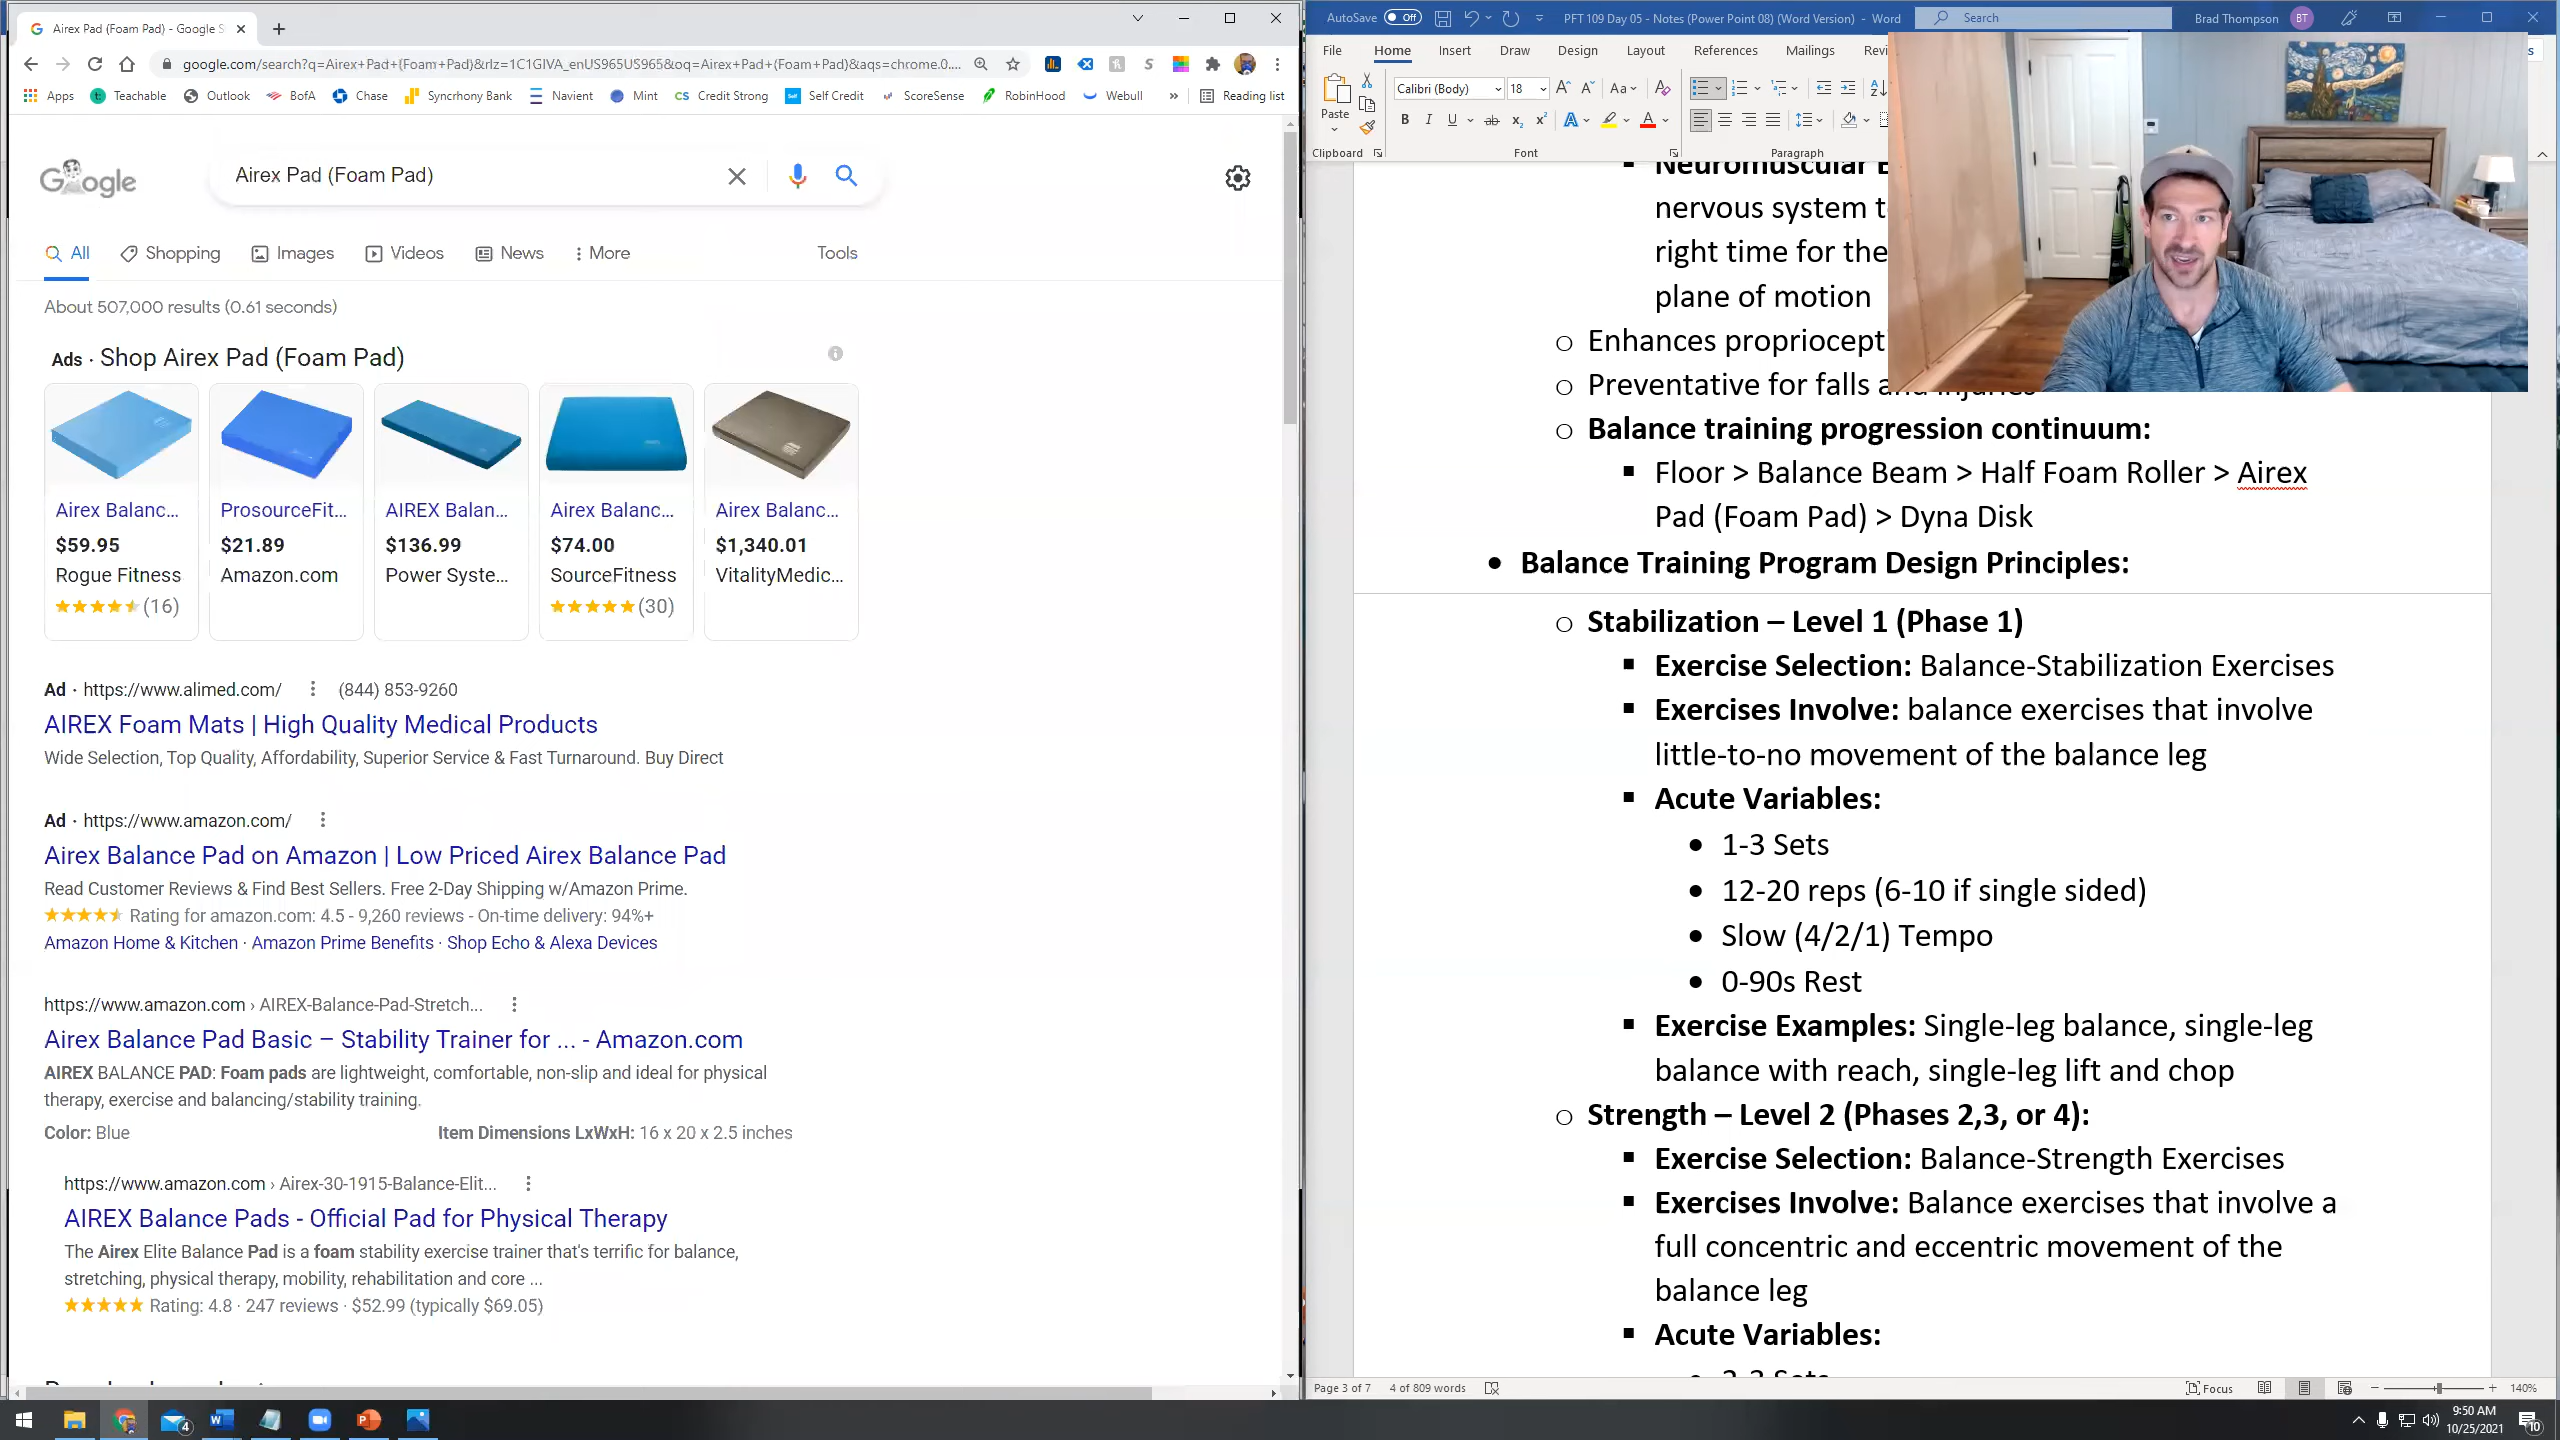 Airex Pad (Foam Pad) - Google S
google.com/search?q=Airex+Pad+(Foam+Pad)&rlz=1C1GIVA_enUS965US965&oq=Airex+Pad+(Foam+Pad)&aqs=chrome.0....
Apps Teachable Outlook BofA Chase Syncrhony Bank Navient Mint Credit Strong Self Credit ScoreSense RobinHood Webull » Reading list
Google
Airex Pad (Foam Pad)
All Shopping Images Videos News More Tools
About 507,000 results (0.61 seconds)
Ads · Shop Airex Pad (Foam Pad)
Airex Balanc... ProsourceFit... AIREX Balan... Airex Balanc... Airex Balanc...
$59.95 $21.89 $136.99 $74.00 $1,340.01
Rogue Fitness Amazon.com Power Syste... SourceFitness VitalityMedic...
(16) (30)
Ad · https://www.alimed.com/ (844) 853-9260
AIREX Foam Mats | High Quality Medical Products
Wide Selection, Top Quality, Affordability, Superior Service & Fast Turnaround. Buy Direct
Ad · https://www.amazon.com/
Airex Balance Pad on Amazon | Low Priced Airex Balance Pad
Read Customer Reviews & Find Best Sellers. Free 2-Day Shipping w/Amazon Prime.
Rating for amazon.com: 4.5 - 9,260 reviews - On-time delivery: 94%+
Amazon Home & Kitchen · Amazon Prime Benefits · Shop Echo & Alexa Devices
https://www.amazon.com › AIREX-Balance-Pad-Stretch...
Airex Balance Pad Basic – Stability Trainer for ... - Amazon.com
AIREX BALANCE PAD: Foam pads are lightweight, comfortable, non-slip and ideal for physical
therapy, exercise and balancing/stability training.
Color: Blue Item Dimensions LxWxH: 16 x 20 x 2.5 inches
https://www.amazon.com › Airex-30-1915-Balance-Elit...
AIREX Balance Pads - Official Pad for Physical Therapy
The Airex Elite Balance Pad is a foam stability exercise trainer that's terrific for balance,
stretching, physical therapy, mobility, rehabilitation and core ...
Rating: 4.8 · 247 reviews · $52.99 (typically $69.05)
AutoSave Off PFT 109 Day 05 - Notes (Power Point 08) (Word Version) - Word Search Brad Thompson BT
File Home Insert Draw Design Layout References Mailings
Calibri (Body) 18
Paste
Clipboard Font Paragraph
Neuromuscular
nervous system
right time for the
plane of motion
o Enhances
o Preventative for falls and injuries
o Balance training progression continuum:
▪ Floor > Balance Beam > Half Foam Roller > Airex
Pad (Foam Pad) > Dyna Disk
• Balance Training Program Design Principles:
o Stabilization – Level 1 (Phase 1)
▪ Exercise Selection: Balance-Stabilization Exercises
▪ Exercises Involve: balance exercises that involve
little-to-no movement of the balance leg
▪ Acute Variables:
• 1-3 Sets
• 12-20 reps (6-10 if single sided)
• Slow (4/2/1) Tempo
• 0-90s Rest
▪ Exercise Examples: Single-leg balance, single-leg
balance with reach, single-leg lift and chop
o Strength – Level 2 (Phases 2,3, or 4):
▪ Exercise Selection: Balance-Strength Exercises
▪ Exercises Involve: Balance exercises that involve a
full concentric and eccentric movement of the
balance leg
▪ Acute Variables:
• 2-3 Sets
Page 3 of 7 4 of 809 words Focus 140%
9:50 AM
10/25/2021